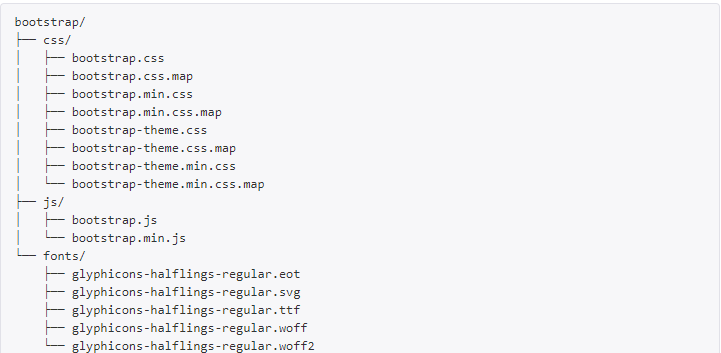 bootstrap/
├── css/
│   ├── bootstrap.css
│   ├── bootstrap.css.map
│   ├── bootstrap.min.css
│   ├── bootstrap.min.css.map
│   ├── bootstrap-theme.css
│   ├── bootstrap-theme.css.map
│   ├── bootstrap-theme.min.css
│   └── bootstrap-theme.min.css.map
├── js/
│   ├── bootstrap.js
│   └── bootstrap.min.js
└── fonts/
    ├── glyphicons-halflings-regular.eot
    ├── glyphicons-halflings-regular.svg
    ├── glyphicons-halflings-regular.ttf
    ├── glyphicons-halflings-regular.woff
    └── glyphicons-halflings-regular.woff2